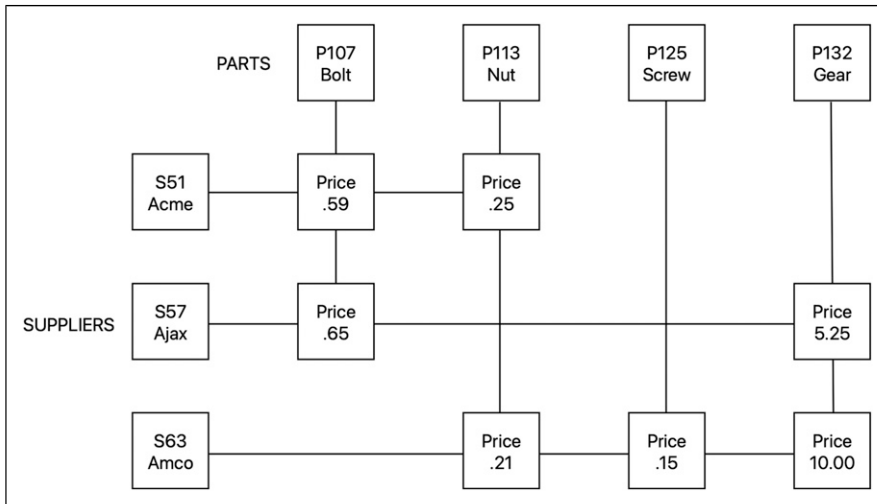 PARTS
P107
Bolt
P113
Nut
P125
Screw
P132
Gear
S51
Acme
Price
.59
Price
.25
SUPPLIERS
S57
Ajax
Price
.65
Price
5.25
S63
Amco
Price
.21
Price
.15
Price
10.00